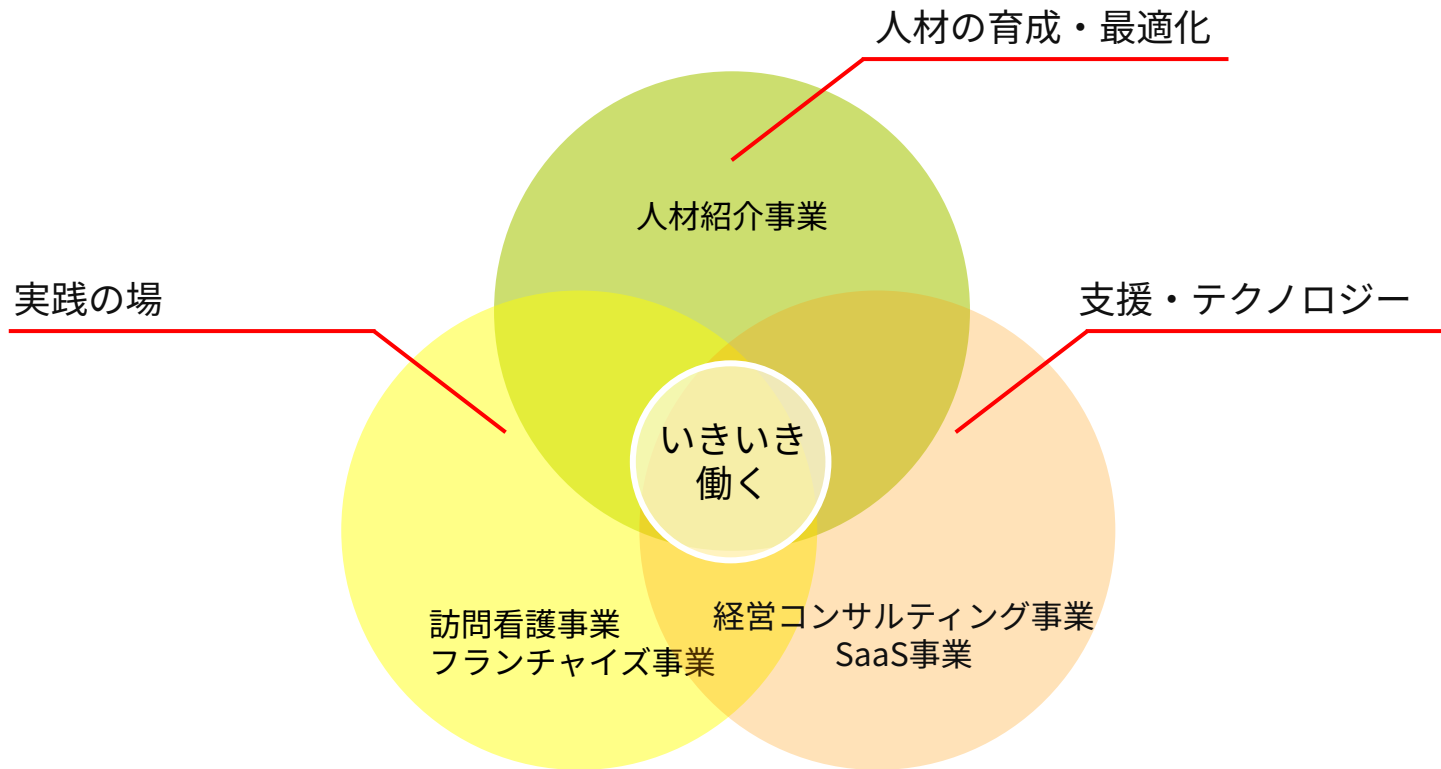 人材の育成・最適化
人材紹介事業
実践の場
支援・テクノロジー
いきいき
働く
訪問看護事業
フランチャイズ事業
経営コンサルティング事業
SaaS事業